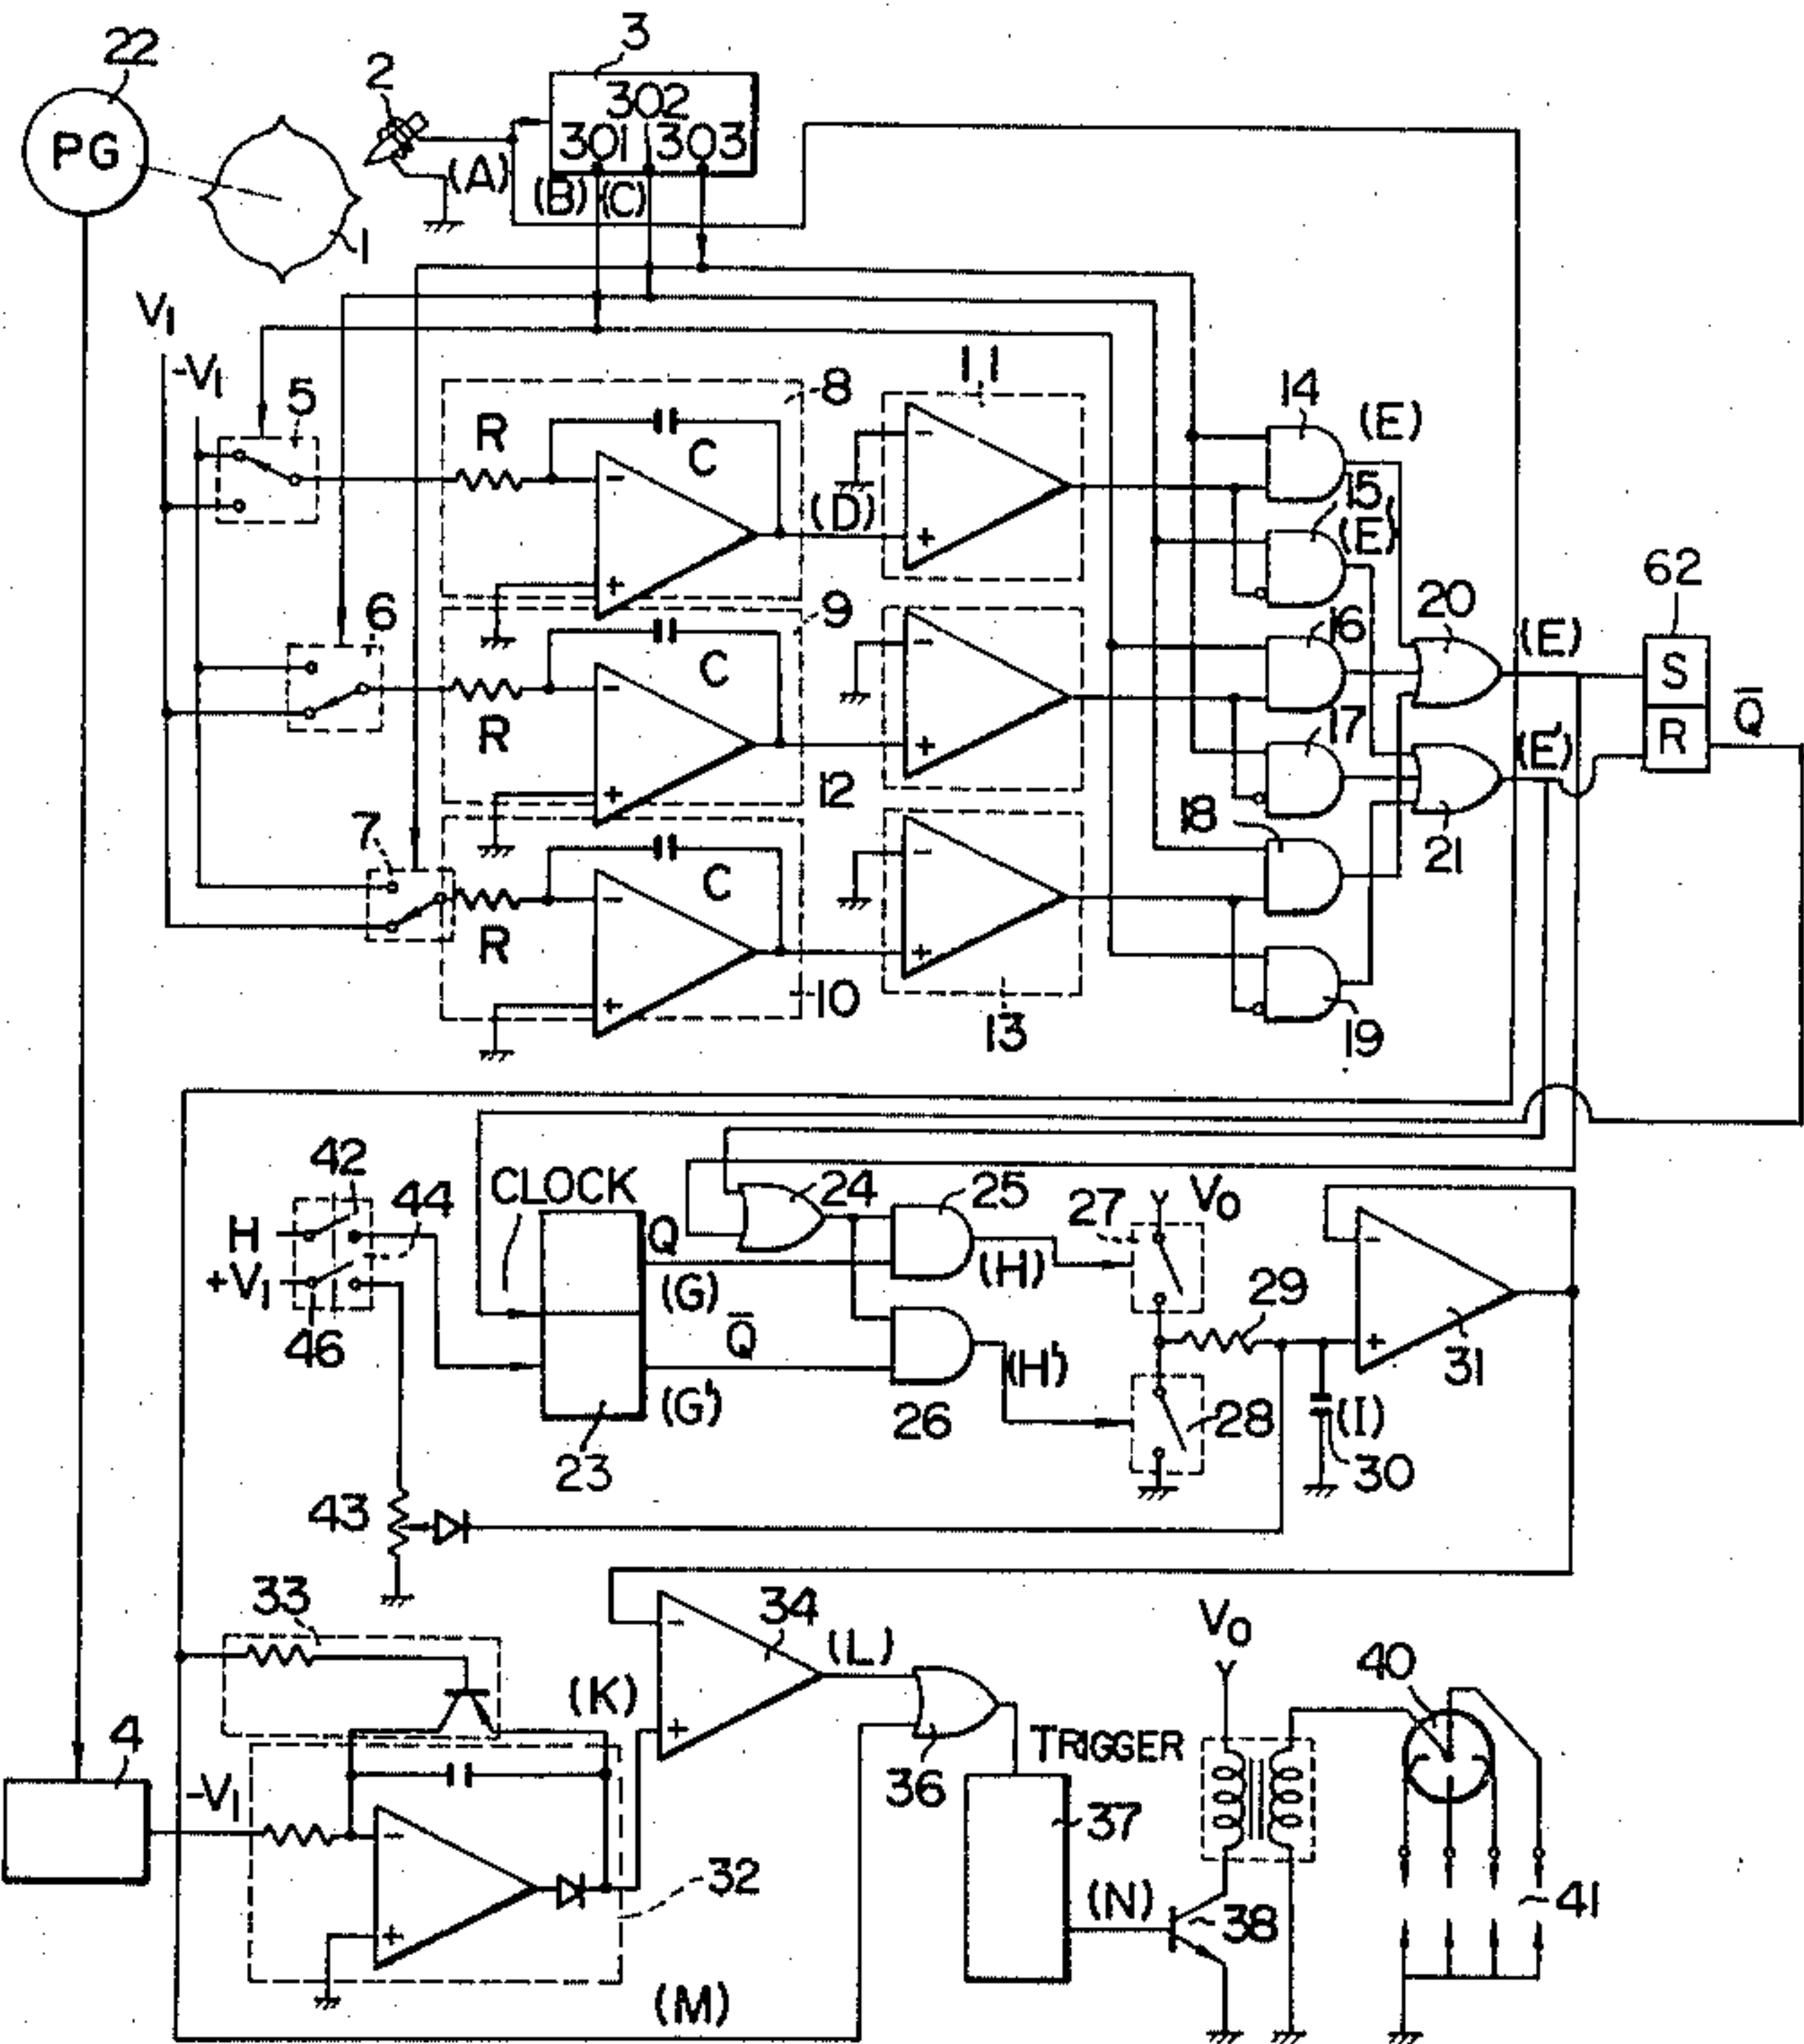 22
PG
1
2
(A)
3
302
301 303
(B) (C)
V1
-V1
5
6
7
R
C
8
(D)
R
C
9
R
C
10
11
12
13
14
(E)
15
(E')
16
17
18
19
20
21
(E)
(E')
62
S
R
Q̅
42
44
H
+V1
46
CLOCK
23
Q
(G)
Q̅
(G')
24
25
26
(H)
(H')
27
V0
28
29
(I)
30
31
43
33
4
-V1
(K)
32
34
(L)
36
(M)
TRIGGER
37
(N)
38
V0
40
41